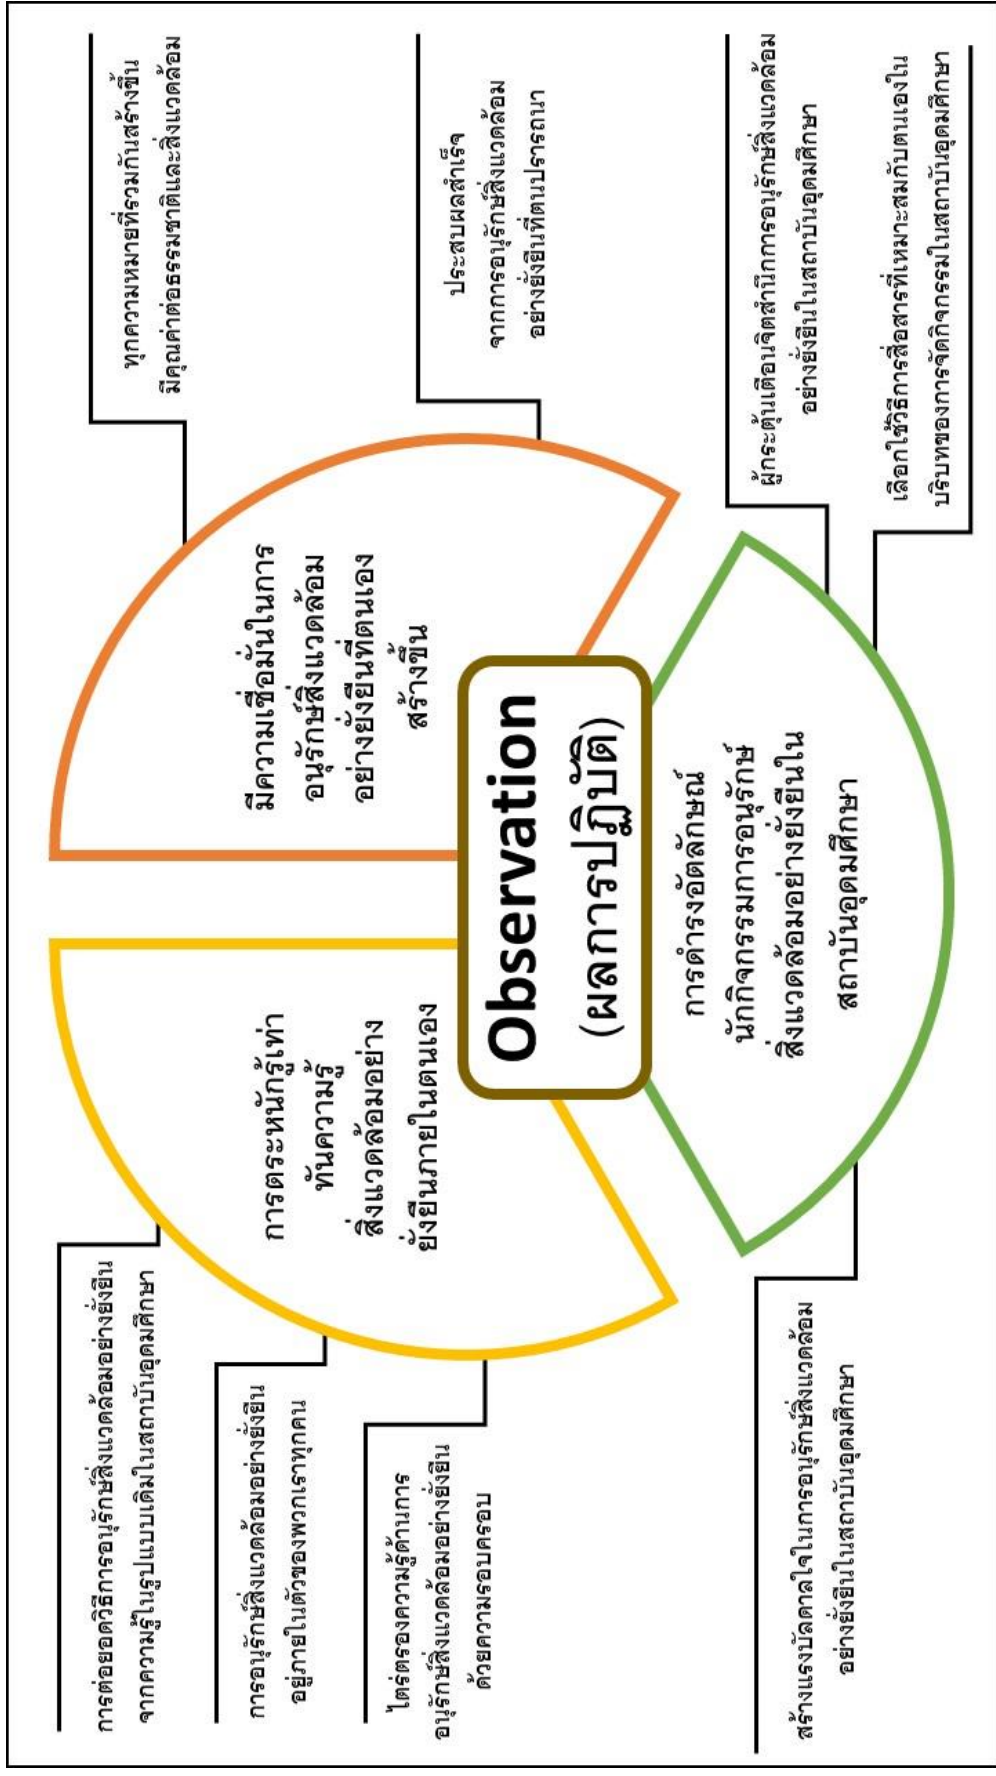 การต่อยอดวิธีการอนุรักษ์สิ่งแวดล้อมอย่างยั่งยืน
จากความรู้ในรูปแบบเดิมในสถาบันอุดมศึกษา
การอนุรักษ์สิ่งแวดล้อมอย่างยั่งยืน
อยู่ภายในตัวของพวกเราทุกคน
ไตร่ตรองความรู้ด้านการ
อนุรักษ์สิ่งแวดล้อมอย่างยั่งยืน
ด้วยความรอบครอบ
การตระหนักรู้เท่า
ทันความรู้
สิ่งแวดล้อมอย่าง
ยั่งยืนภายในตนเอง
มีความเชื่อมั่นในการ
อนุรักษ์สิ่งแวดล้อม
อย่างยั่งยืนที่ตนเอง
สร้างขึ้น
ทุกความหมายที่รวมกันสร้างขึ้น
มีคุณค่าต่อธรรมชาติและสิ่งแวดล้อม
ประสบผลสำเร็จ
จากการอนุรักษ์สิ่งแวดล้อม
อย่างยั่งยืนที่ตนปรารถนา
Observation
(ผลการปฏิบัติ)
การดำรงอัตลักษณ์
นักกิจกรรมการอนุรักษ์
สิ่งแวดล้อมอย่างยั่งยืนใน
สถาบันอุดมศึกษา
สร้างแรงบัลดาลใจในการอนุรักษ์สิ่งแวดล้อม
อย่างยั่งยืนในสถาบันอุดมศึกษา
ผู้กระตุ้นเตือนจิตสำนึกการอนุรักษ์สิ่งแวดล้อม
อย่างยั่งยืนในสถาบันอุดมศึกษา
เลือกใช้วิธีการสื่อสารที่เหมาะสมกับตนเองใน
บริบทของการจัดกิจกรรมในสถาบันอุดมศึกษา